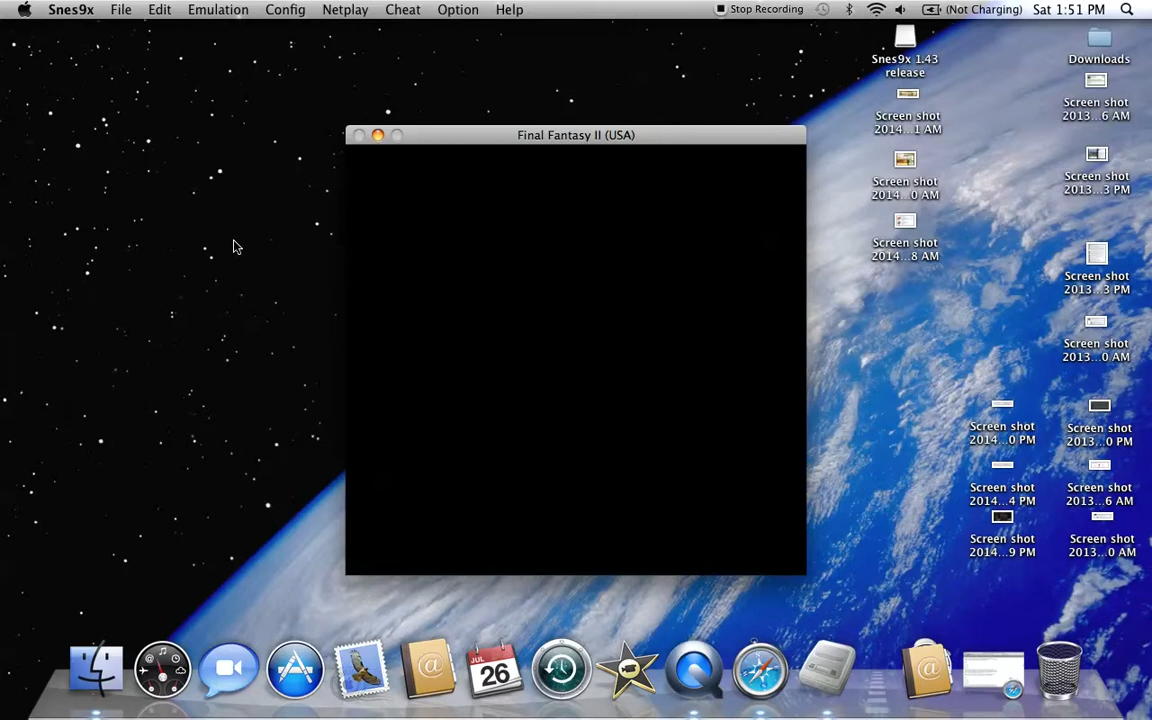 Snes9x File Edit Emulation Config Netplay Cheat Option Help Stop Recording (Not Charging) Sat 1:51 PM
Final Fantasy II (USA)
Snes9x 1.43
release
Screen shot
2014...1 AM
Screen shot
2014...0 AM
Screen shot
2014...8 AM
Downloads
Screen shot
2013...6 AM
Screen shot
2013...3 PM
Screen shot
2013...3 PM
Screen shot
2013...0 AM
Screen shot
2014...0 PM
Screen shot
2013...0 PM
Screen shot
2014...4 PM
Screen shot
2013...6 AM
Screen shot
2014...9 PM
Screen shot
2013...0 AM
JUL
26